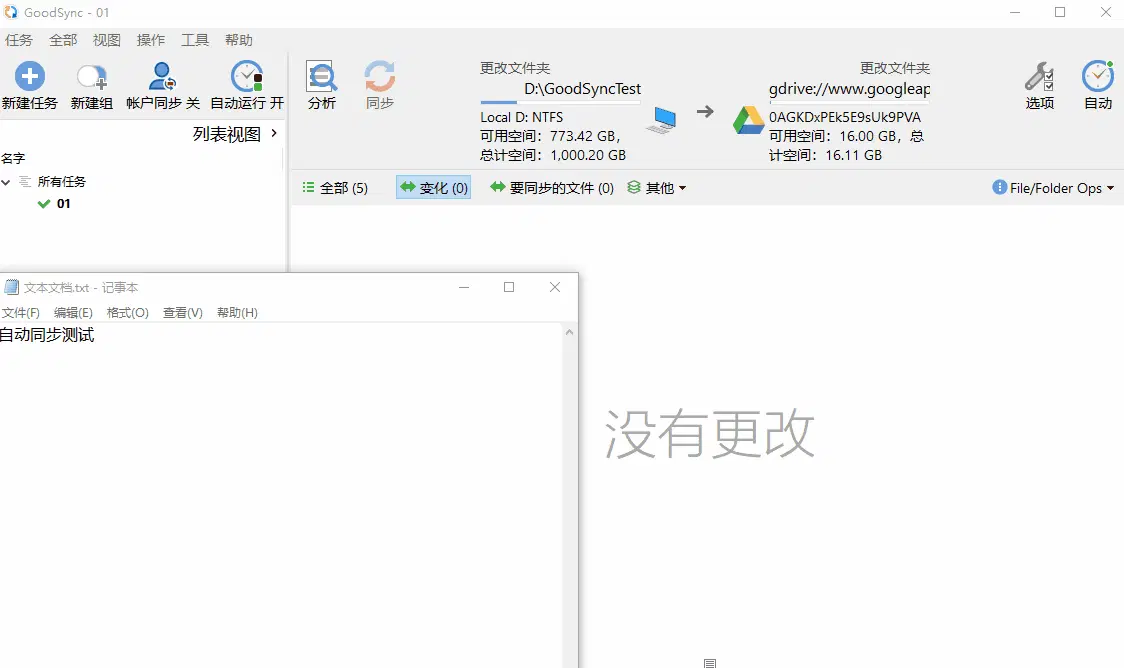 GoodSync - 01
任务 全部 视图 操作 工具 帮助
新建任务 新建组 帐户同步 关 自动运行 开
分析 同步
更改文件夹
D:\GoodSyncTest
Local D: NTFS
可用空间：773.42 GB，
总计空间：1,000.20 GB
更改文件夹
gdrive://www.googleap
0AGKDxPEk5E9sUk9PVA
可用空间：16.00 GB，总
计空间：16.11 GB
选项 自动
列表视图
名字
所有任务
01
全部 (5) 变化 (0) 要同步的文件 (0) 其他 File/Folder Ops
文本文档.txt - 记事本
文件(F) 编辑(E) 格式(O) 查看(V) 帮助(H)
自动同步测试
没有更改